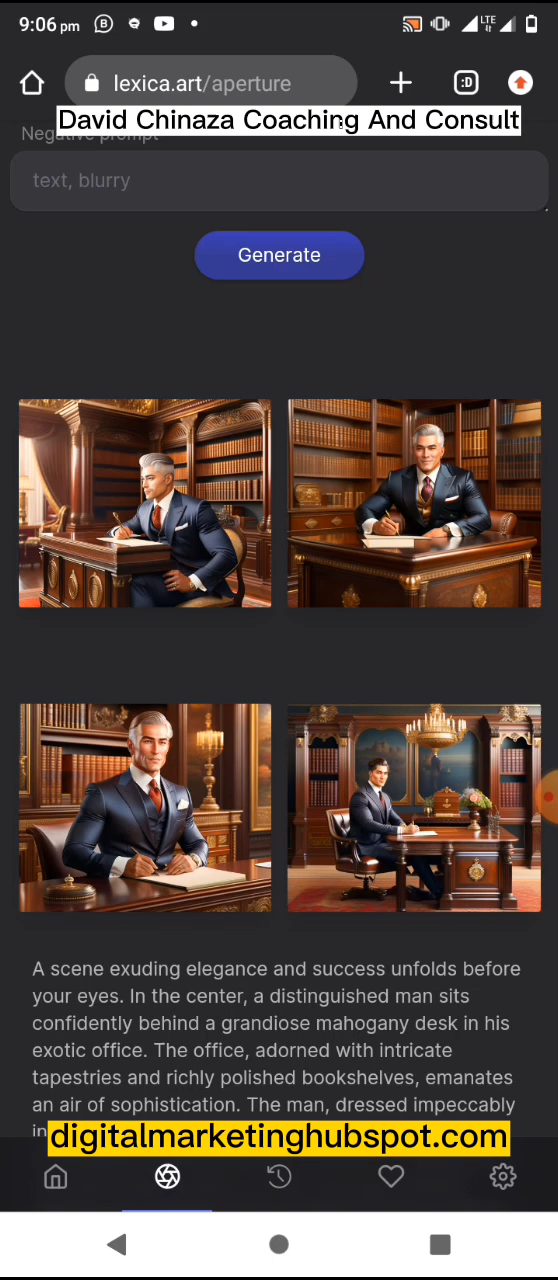 9:06 pm
LTE
lexica.art/aperture
:D
David Chinaza Coaching And Consult
Negative prompt
text, blurry
Generate
A scene exuding elegance and success unfolds before
your eyes. In the center, a distinguished man sits
confidently behind a grandiose mahogany desk in his
exotic office. The office, adorned with intricate
tapestries and richly polished bookshelves, emanates
an air of sophistication. The man, dressed impeccably
digitalmarketinghubspot.com